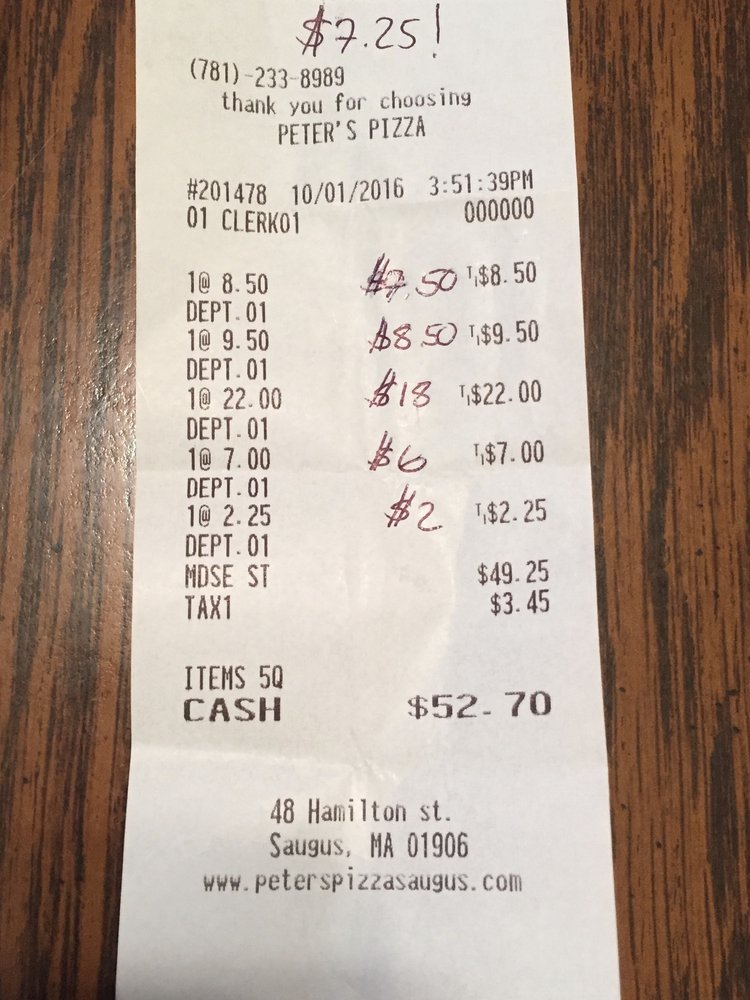 $7.25!
(781)-233-8989
thank you for choosing
PETER'S PIZZA
#201478 10/01/2016 3:51:39PM
01 CLERK01 000000
1@ 8.50 $7.50 T1$8.50
DEPT.01
1@ 9.50 $8.50 T1$9.50
DEPT.01
1@ 22.00 $18 T1$22.00
DEPT.01
1@ 7.00 $6 T1$7.00
DEPT.01
1@ 2.25 $2 T1$2.25
DEPT.01
MDSE ST $49.25
TAX1 $3.45
ITEMS 5Q
CASH $52.70
48 Hamilton st.
Saugus, MA 01906
www.peterspizzasaugus.com